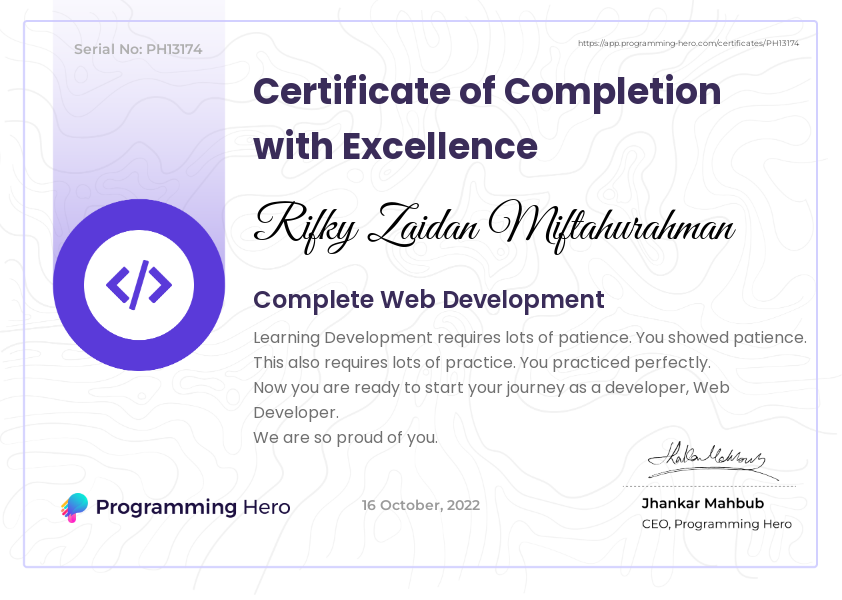 Serial No: PH13174
https://app.programming-hero.com/certificates/PH13174
Certificate of Completion
with Excellence
Rifky Zaidan Miftahurahman
Complete Web Development
Learning Development requires lots of patience. You showed patience.
This also requires lots of practice. You practiced perfectly.
Now you are ready to start your journey as a developer, Web
Developer.
We are so proud of you.
Programming Hero
16 October, 2022
Jhankar Mahbub
CEO, Programming Hero